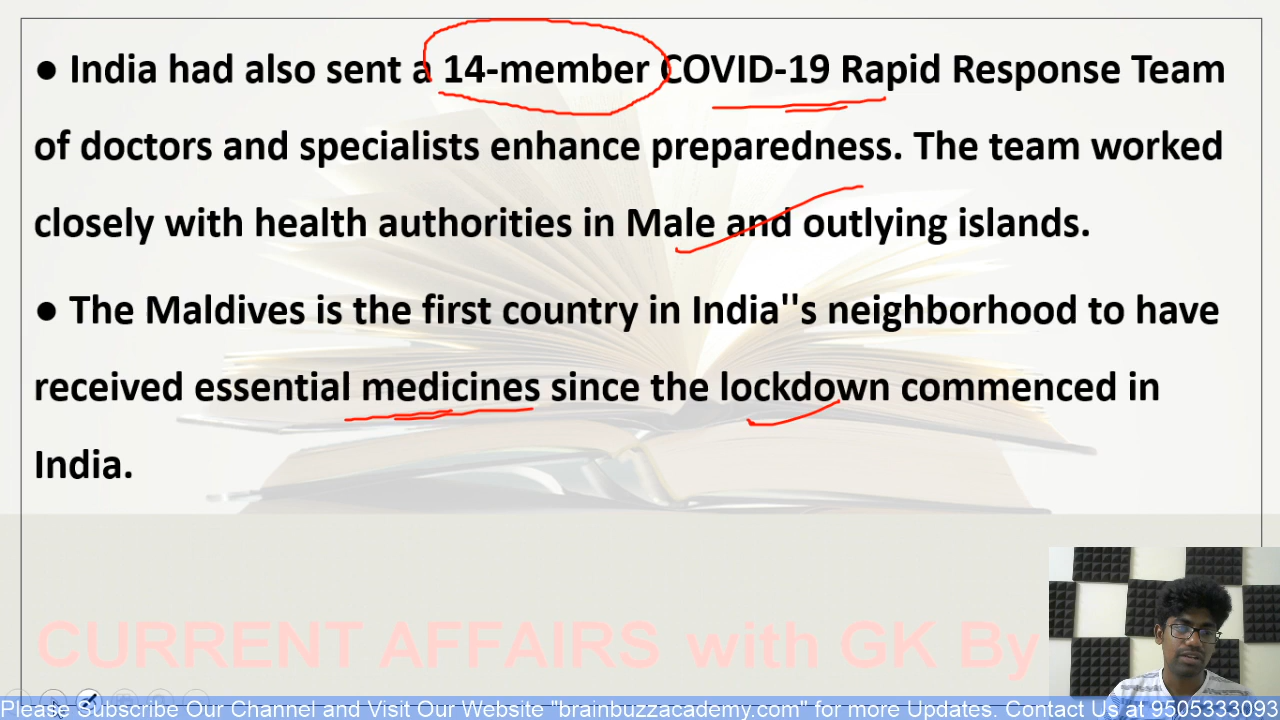 ● India had also sent a 14-member COVID-19 Rapid Response Team
of doctors and specialists enhance preparedness. The team worked
closely with health authorities in Male and outlying islands.
● The Maldives is the first country in India''s neighborhood to have
received essential medicines since the lockdown commenced in
India.
CURRENT AFFAIRS with GK By
Please Subscribe Our Channel and Visit Our Website "brainbuzzacademy.com" for more Updates. Contact Us at 9505333093